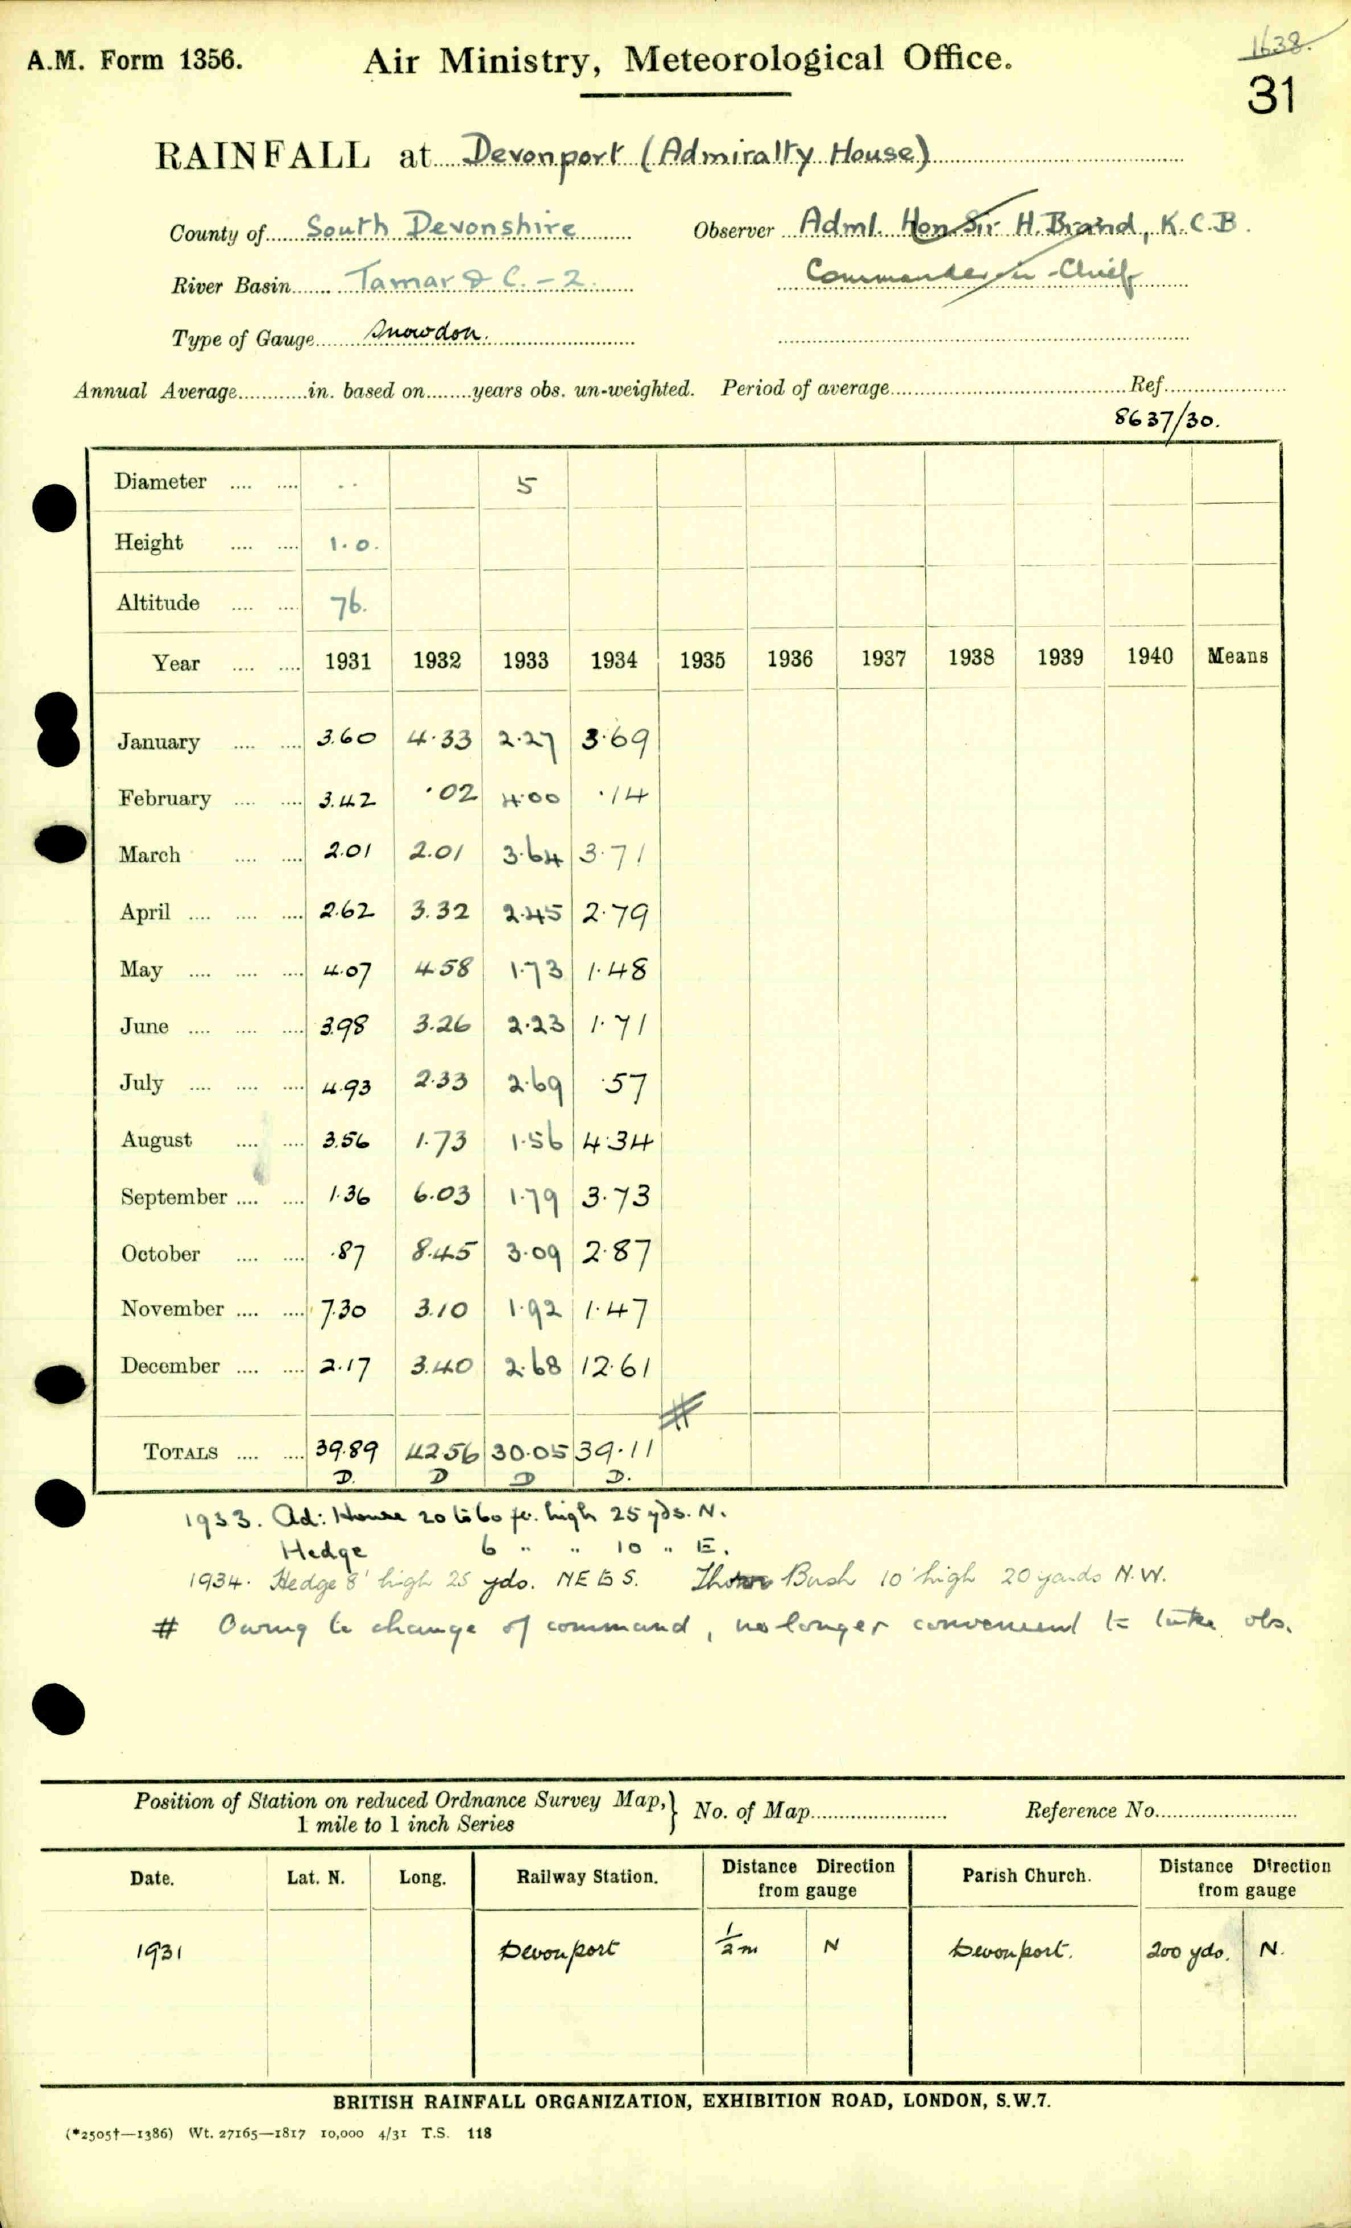 1638.
A.M. Form 1356. Air Ministry, Meteorological Office.
31
RAINFALL at Devonport (Admiralty House)
County of South Devonshire Observer Adml. Hon. Sir H. Brand, K.C.B.
River Basin Tamar & C. - 2. Commander-in-Chief
Type of Gauge Snowdon.
Annual Average............in. based on........years obs. un-weighted. Period of average............Ref............
8637/30.
Diameter .... .... .. 5
Height .... .... 1.0.
Altitude .... .... 76.
Year .... .... 1931 1932 1933 1934 1935 1936 1937 1938 1939 1940 Means
January .... .... 3.60 4.33 2.27 3.69
February .... .... 3.42 .02 4.00 .14
March .... .... 2.01 2.01 3.64 3.71
April .... .... .... 2.62 3.32 2.45 2.79
May .... .... .... 4.07 4.58 1.73 1.48
June .... .... .... 3.98 3.26 2.23 1.71
July .... .... .... 4.93 2.33 2.69 .57
August .... .... 3.56 1.73 1.56 4.34
September .... .... 1.36 6.03 1.79 3.73
October .... .... .87 8.45 3.09 2.87
November .... .... 7.30 3.10 1.92 1.47
December .... .... 2.17 3.40 2.68 12.61
#
TOTALS .... .... 39.89 42.56 30.05 39.11
D. D D D.
1933. Ad: House 20 to 60 ft. high 25 yds. N.
Hedge 6 " " 10 " E.
1934. Hedge 8' high 25 yds. NE to S. Bush 10' high 20 yards N.W.
# Owing to change of command, no longer convenient to take obs.
Position of Station on reduced Ordnance Survey Map, } No. of Map............ Reference No............
1 mile to 1 inch Series
Date. Lat. N. Long. Railway Station. Distance Direction from gauge Parish Church. Distance Direction from gauge
1931 Devonport 1/2 m N Devonport. 200 yds. N.
BRITISH RAINFALL ORGANIZATION, EXHIBITION ROAD, LONDON, S.W.7.
(*2505†—1386) Wt. 27165—1817 10,000 4/31 T.S. 118